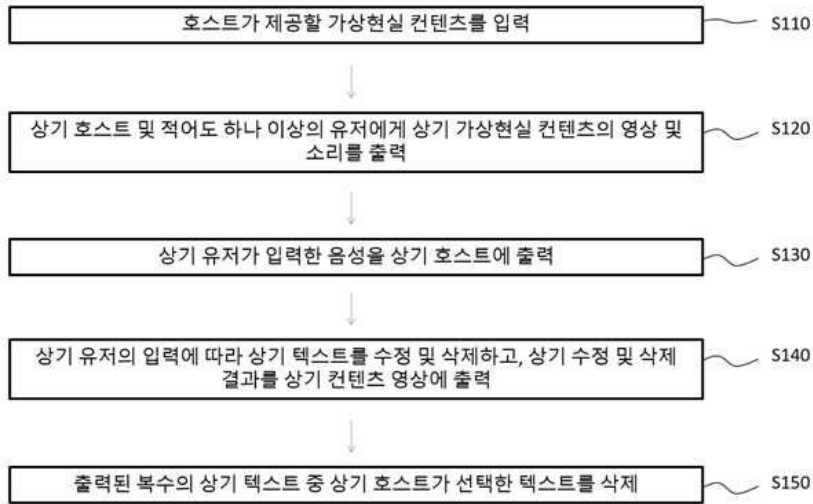 호스트가 제공할 가상현실 컨텐츠를 입력
S110
상기 호스트 및 적어도 하나 이상의 유저에게 상기 가상현실 컨텐츠의 영상 및
소리를 출력
S120
상기 유저가 입력한 음성을 상기 호스트에 출력
S130
상기 유저의 입력에 따라 상기 텍스트를 수정 및 삭제하고, 상기 수정 및 삭제
결과를 상기 컨텐츠 영상에 출력
S140
출력된 복수의 상기 텍스트 중 상기 호스트가 선택한 텍스트를 삭제
S150